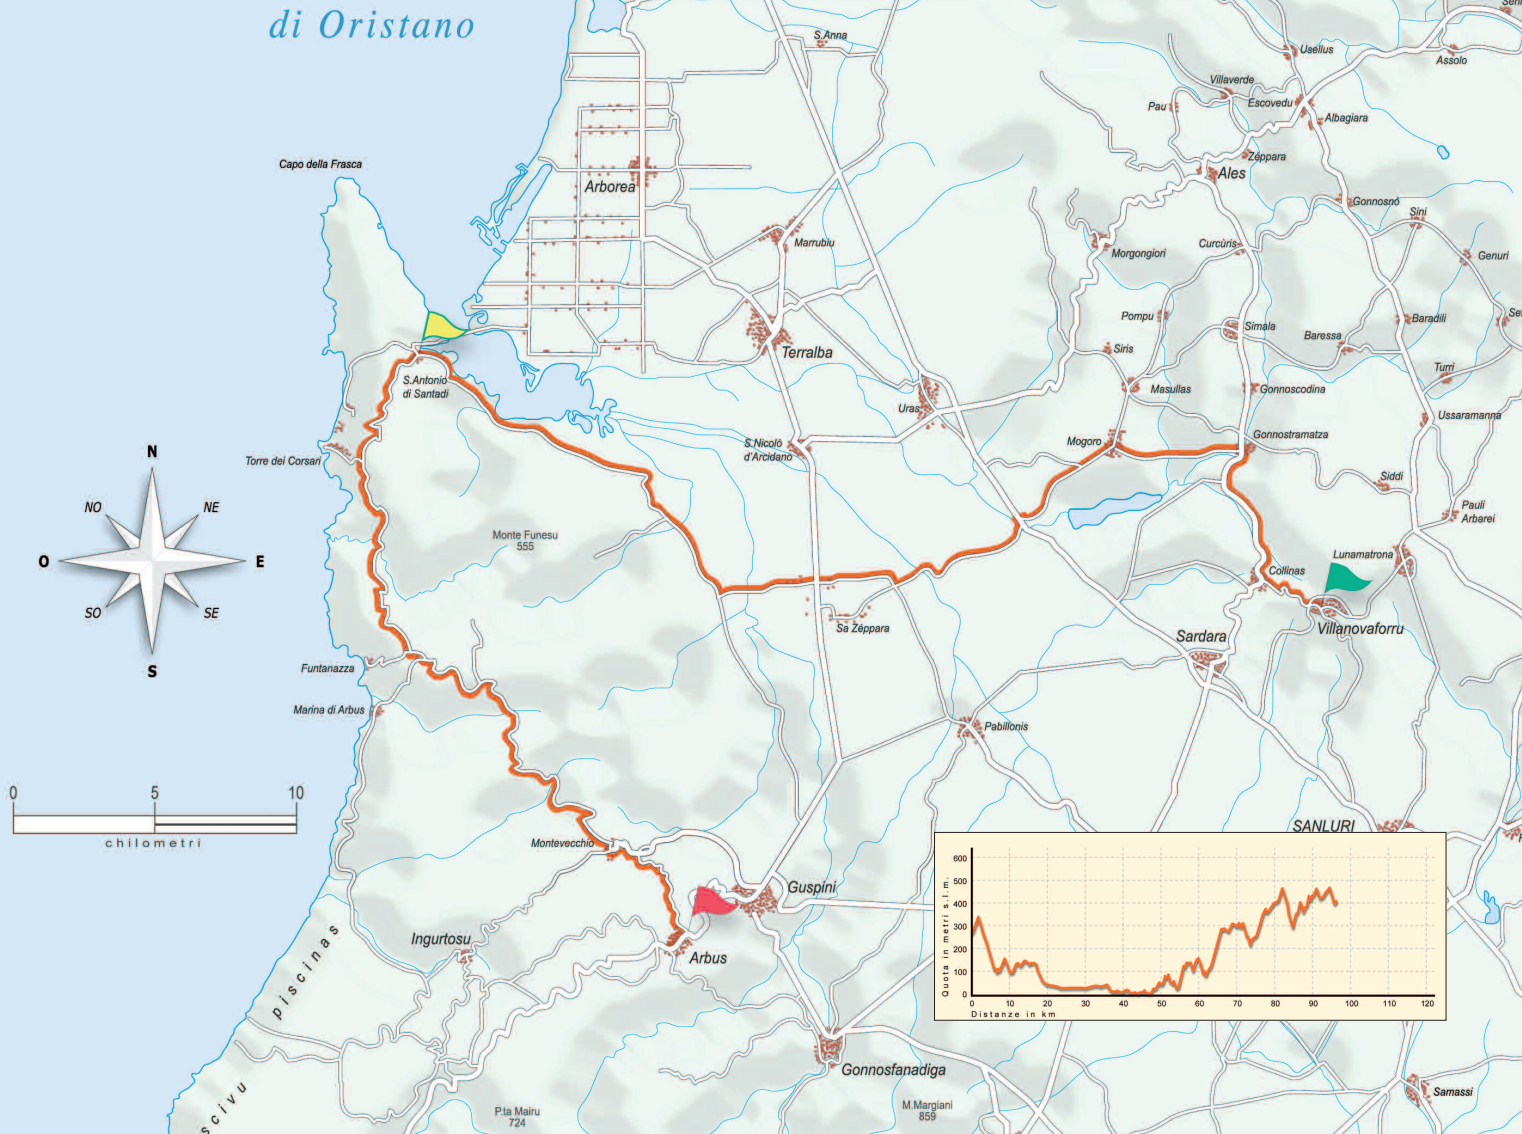 di Oristano
S.Anna
Usellus
Assolo
Villaverde
Pau
Escovedu
Albagiara
Zéppara
Capo della Frasca
Arborea
Ales
Gonnosnò
Sini
Marrubiu
Morgongiori
Curcùris
Genuri
Pompu
Simala
Baressa
Baradili
Terralba
Siris
Turri
S.Antonio
di Santadi
Masullas
Gonnoscodina
Uras
Ussaramanna
S.Nicolò
d'Arcidano
Mogoro
Gonnostramatza
Torre dei Corsari
Siddi
Pauli
Arbarei
N
NO
NE
O
E
SO
SE
S
Monte Funesu
555
Lunamatrona
Collinas
Sa Zéppara
Villanovaforru
Sardara
Funtanazza
Marina di Arbus
Pabillonis
0 5 10
chilometri
SANLURI
Montevecchio
Guspini
Ingurtosu
Arbus
piscinas
scivu
Gonnosfanadiga
P.ta Mairu
724
M.Margiani
859
Samassi
Quota in metri s.l.m.
600
500
400
300
200
100
0
0 10 20 30 40 50 60 70 80 90 100 110 120
Distanze in km